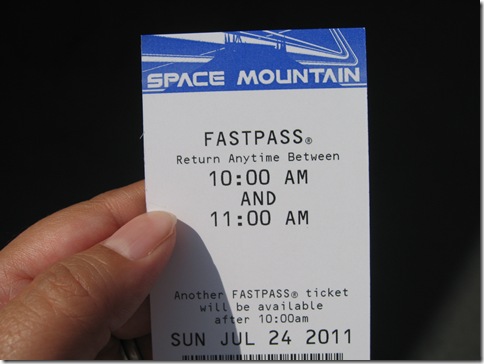 SPACE MOUNTAIN
FASTPASS®
Return Anytime Between
10:00 AM
AND
11:00 AM
Another FASTPASS® ticket
will be available
after 10:00am
SUN JUL 24 2011